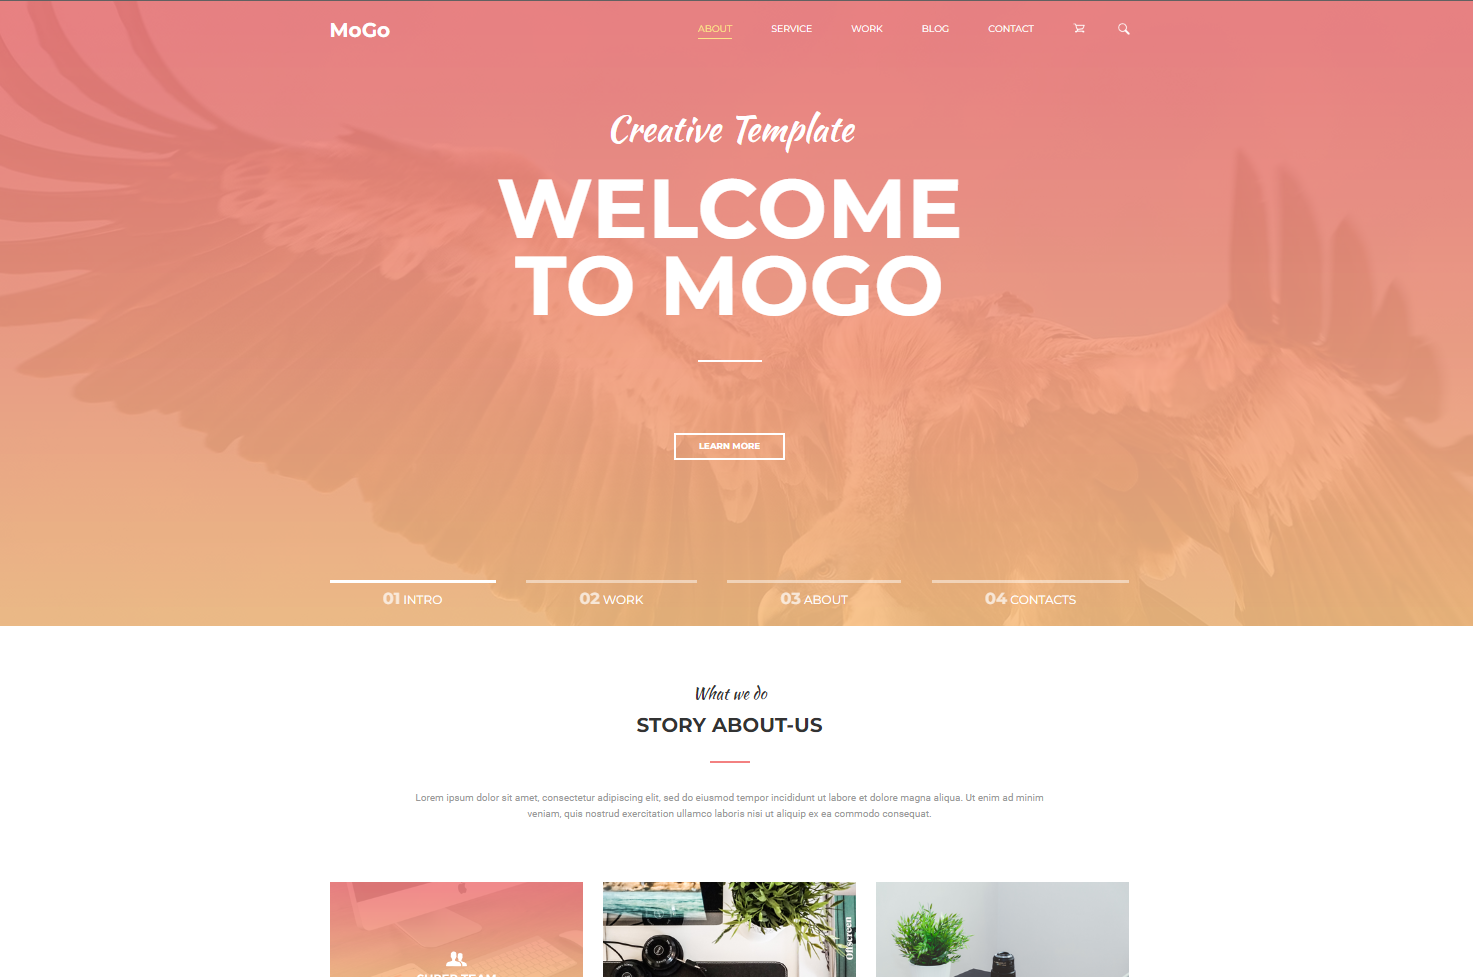 MoGo
ABOUT SERVICE WORK BLOG CONTACT
Creative Template
WELCOME
TO MOGO
LEARN MORE
01 INTRO 02 WORK 03 ABOUT 04 CONTACTS
What we do
STORY ABOUT-US
Lorem ipsum dolor sit amet, consectetur adipiscing elit, sed do eiusmod tempor incididunt ut labore et dolore magna aliqua. Ut enim ad minim
veniam, quis nostrud exercitation ullamco laboris nisi ut aliquip ex ea commodo consequat.
Offscreen
SUPER TEAM